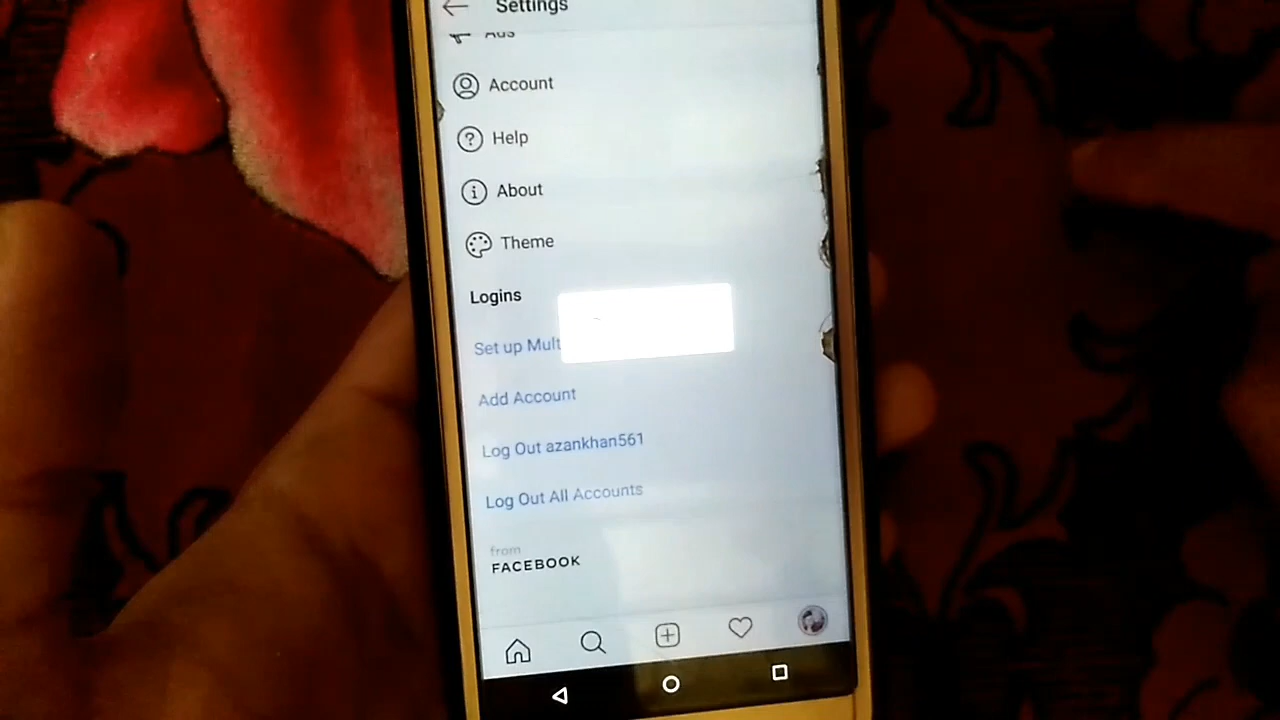 Settings
Ads
Account
Help
About
Theme
Logins
Set up Mult
Add Account
Log Out azankhan561
Log Out All Accounts
from
FACEBOOK